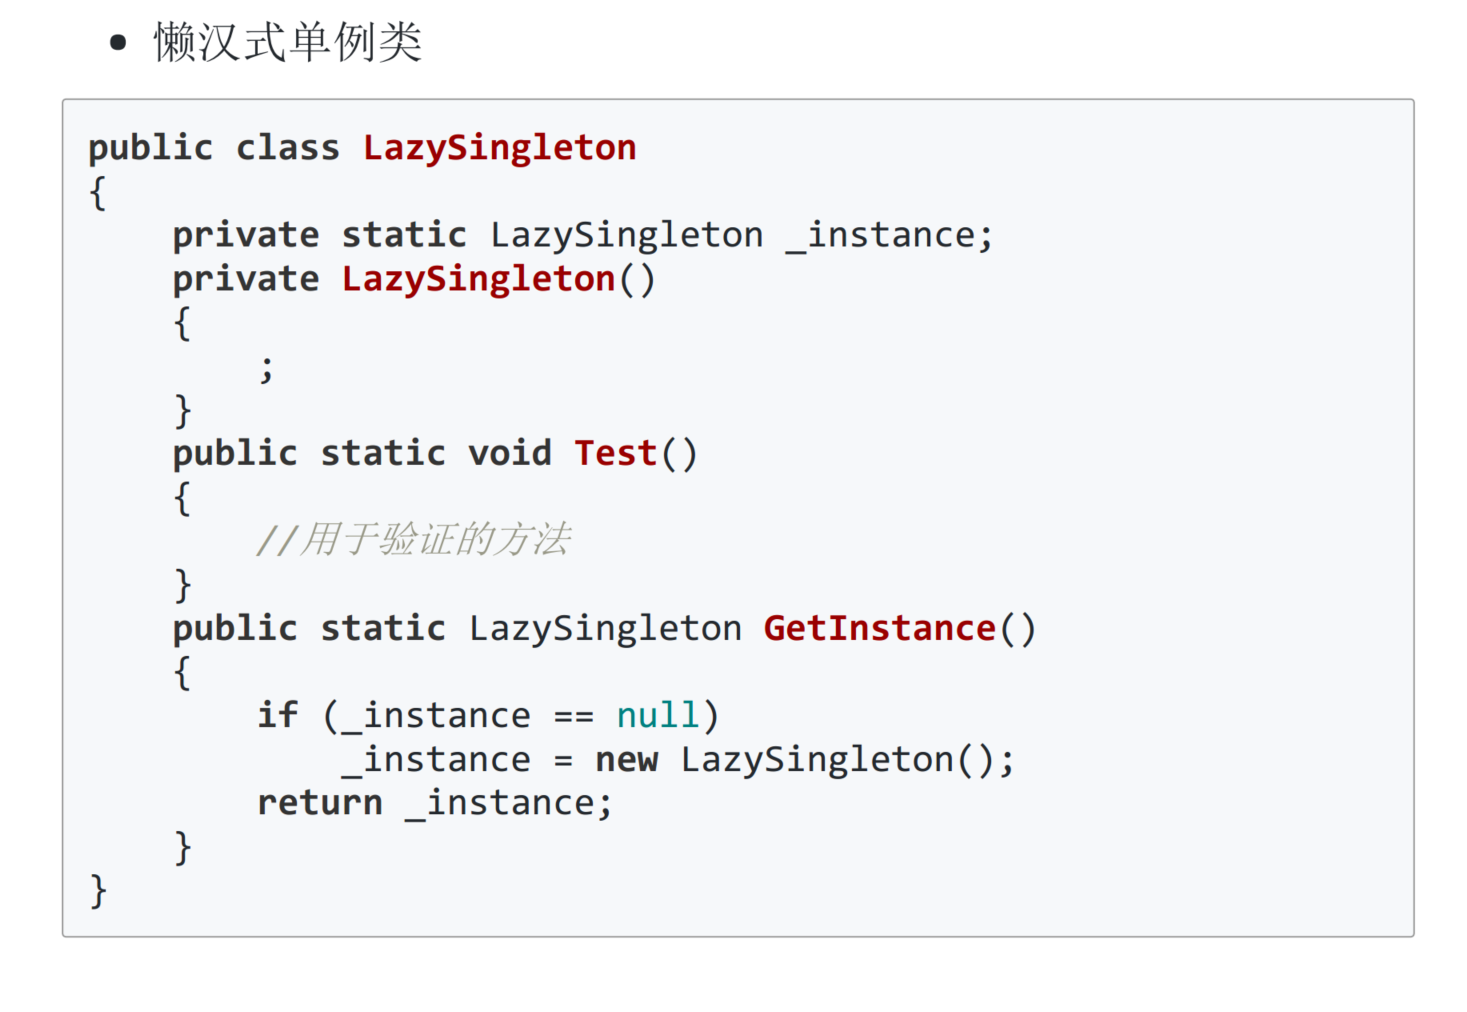 • 懒汉式单例类
public class LazySingleton
{
    private static LazySingleton _instance;
    private LazySingleton()
    {
        ;
    }
    public static void Test()
    {
        //用于验证的方法
    }
    public static LazySingleton GetInstance()
    {
        if (_instance == null)
            _instance = new LazySingleton();
        return _instance;
    }
}